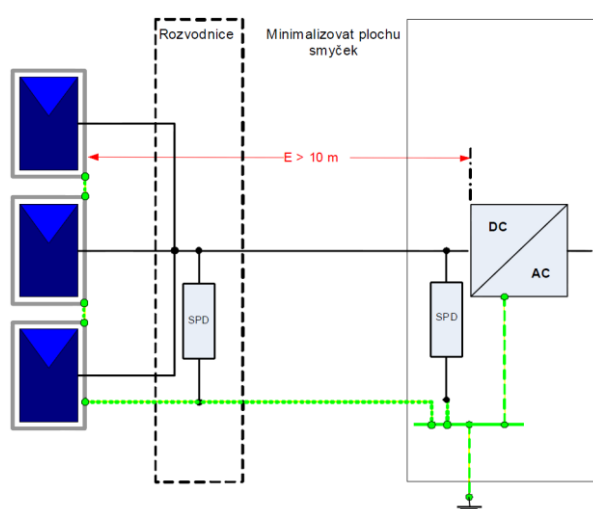 Rozvodnice
Minimalizovat plochu
smyček
E > 10 m
DC
AC
SPD
SPD